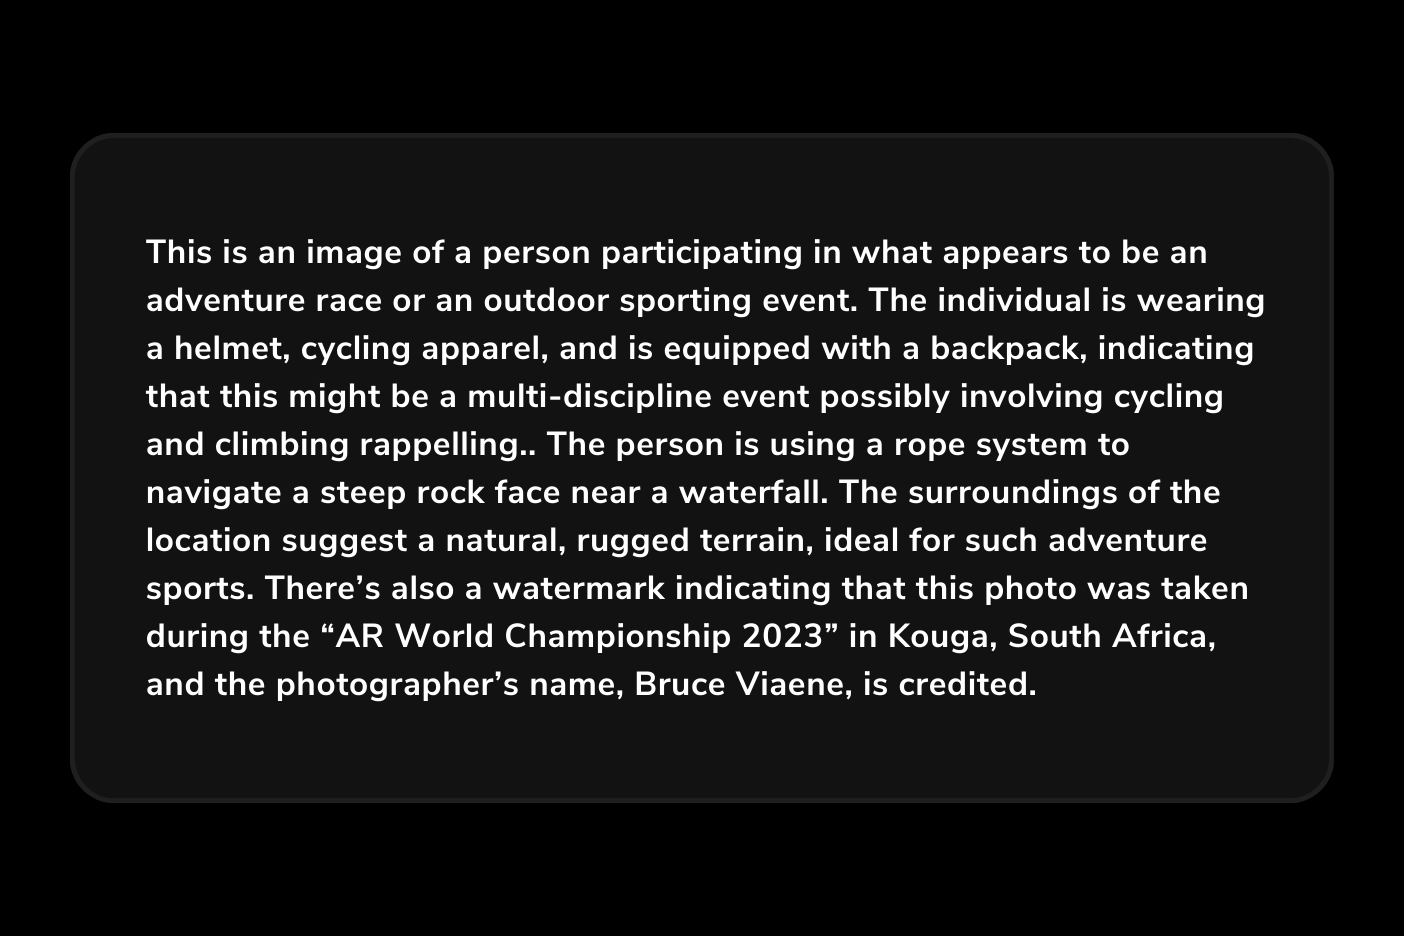 This is an image of a person participating in what appears to be an
adventure race or an outdoor sporting event. The individual is wearing
a helmet, cycling apparel, and is equipped with a backpack, indicating
that this might be a multi-discipline event possibly involving cycling
and climbing rappelling.. The person is using a rope system to
navigate a steep rock face near a waterfall. The surroundings of the
location suggest a natural, rugged terrain, ideal for such adventure
sports. There’s also a watermark indicating that this photo was taken
during the “AR World Championship 2023” in Kouga, South Africa,
and the photographer’s name, Bruce Viaene, is credited.